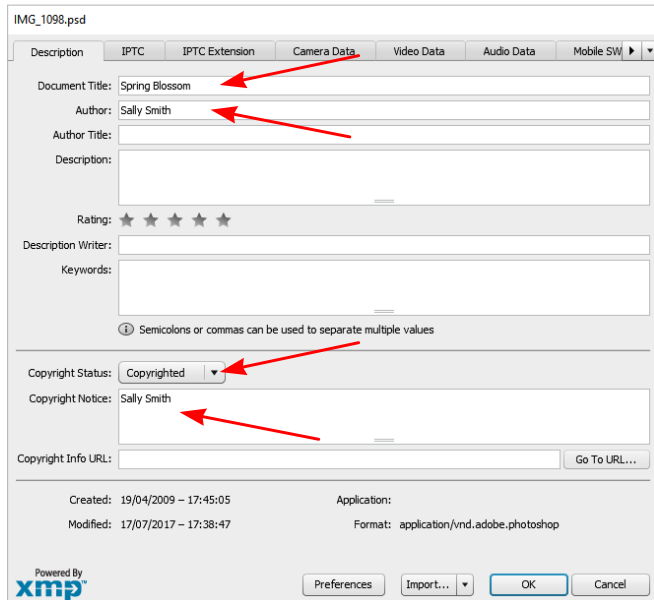 IMG_1098.psd
Description IPTC IPTC Extension Camera Data Video Data Audio Data Mobile SW
Document Title: Spring Blossom
Author: Sally Smith
Author Title:
Description:
Rating:
Description Writer:
Keywords:
Semicolons or commas can be used to separate multiple values
Copyright Status: Copyrighted
Copyright Notice: Sally Smith
Copyright Info URL: Go To URL...
Created: 19/04/2009 – 17:45:05 Application:
Modified: 17/07/2017 – 17:38:47 Format: application/vnd.adobe.photoshop
Powered By
xmp™ Preferences Import... OK Cancel